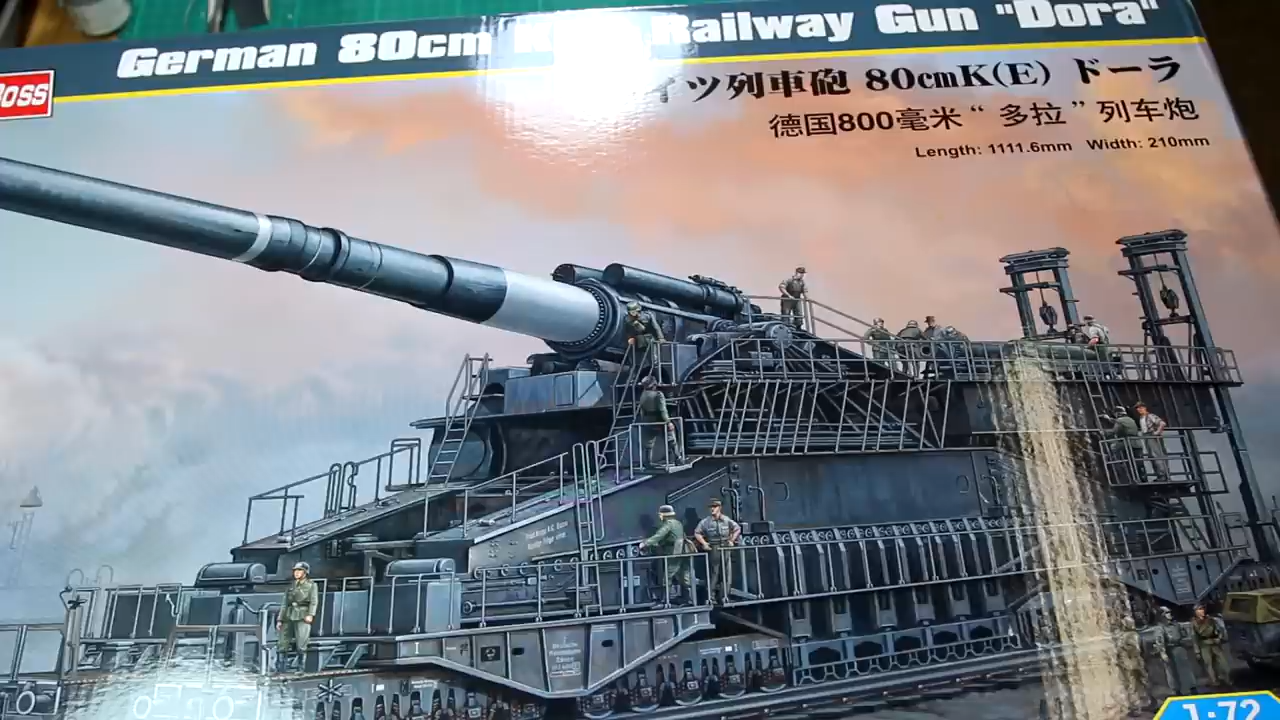 German 80cm K Railway Gun "Dora"
BOSS
イツ列車砲 80cmK(E) ドーラ
德国800毫米“多拉”列车炮
Length: 1111.6mm Width: 210mm
1:72